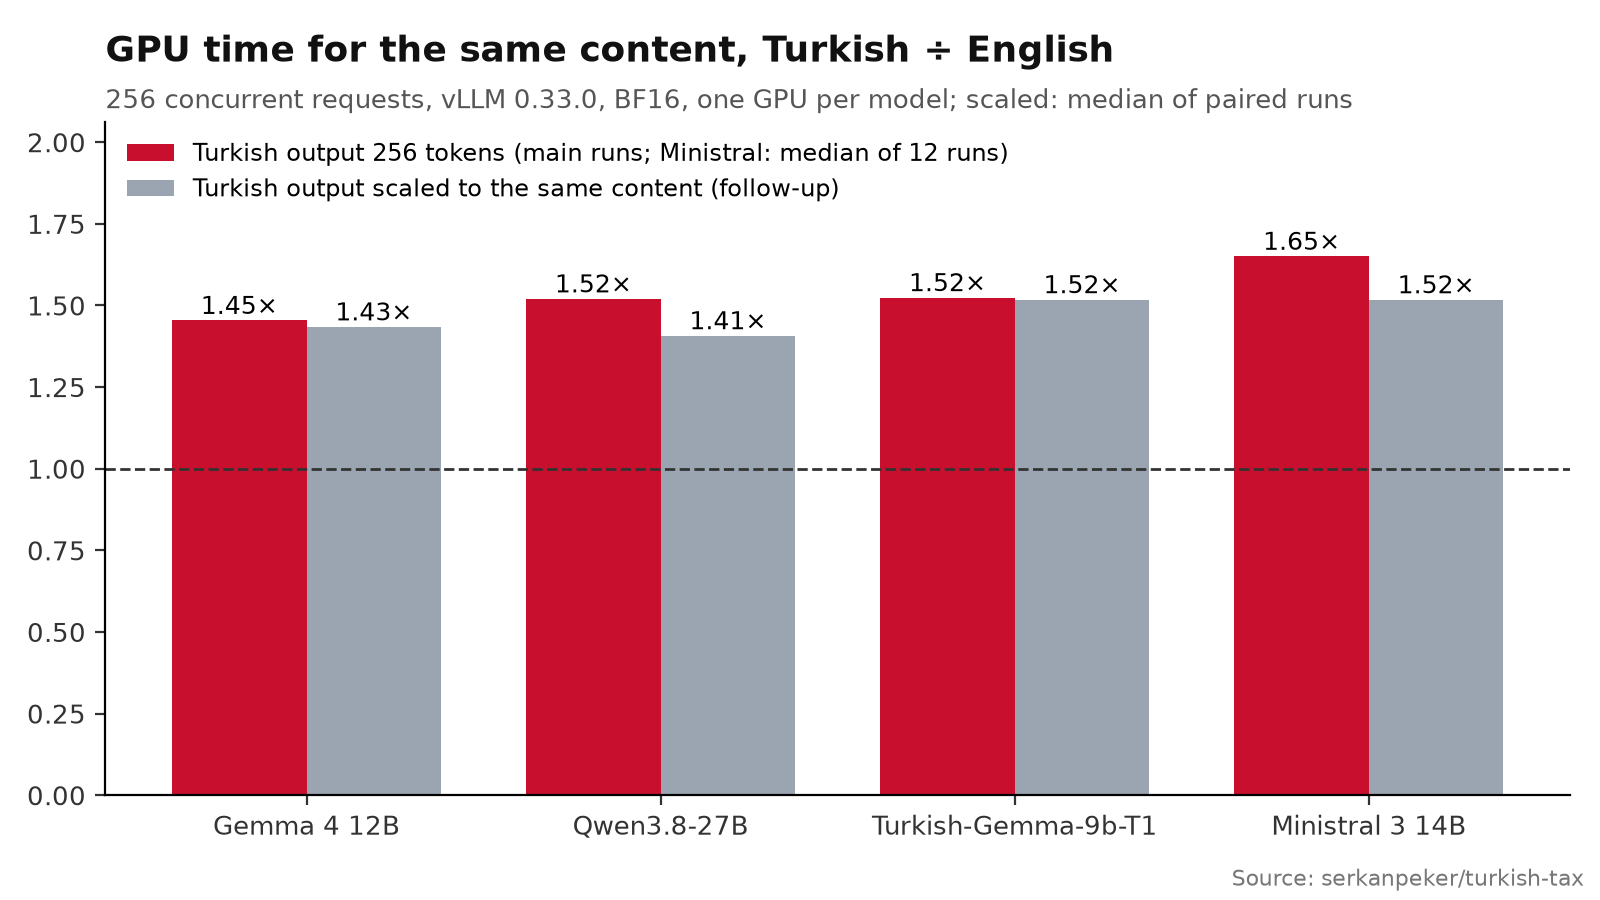 GPU time for the same content, Turkish ÷ English
256 concurrent requests, vLLM 0.33.0, BF16, one GPU per model; scaled: median of paired runs
Turkish output 256 tokens (main runs; Ministral: median of 12 runs)
Turkish output scaled to the same content (follow-up)
2.00
1.75
1.50
1.25
1.00
0.75
0.50
0.25
0.00
1.45×
1.43×
1.52×
1.41×
1.52×
1.52×
1.65×
1.52×
Gemma 4 12B
Qwen3.8-27B
Turkish-Gemma-9b-T1
Ministral 3 14B
Source: serkanpeker/turkish-tax